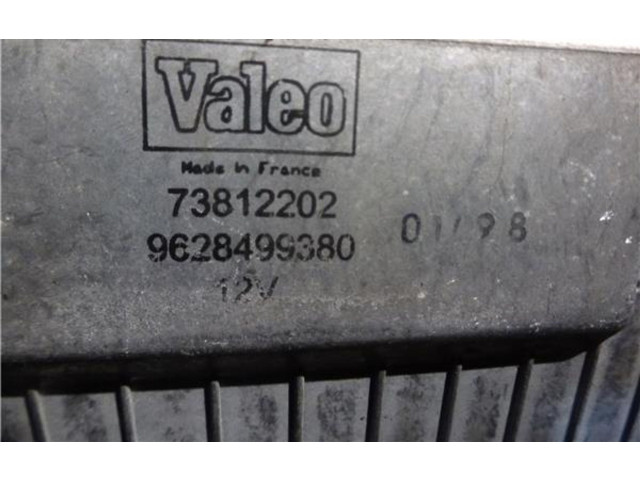 Valeo
Made in France
73812202
9628499380
01/98
12V